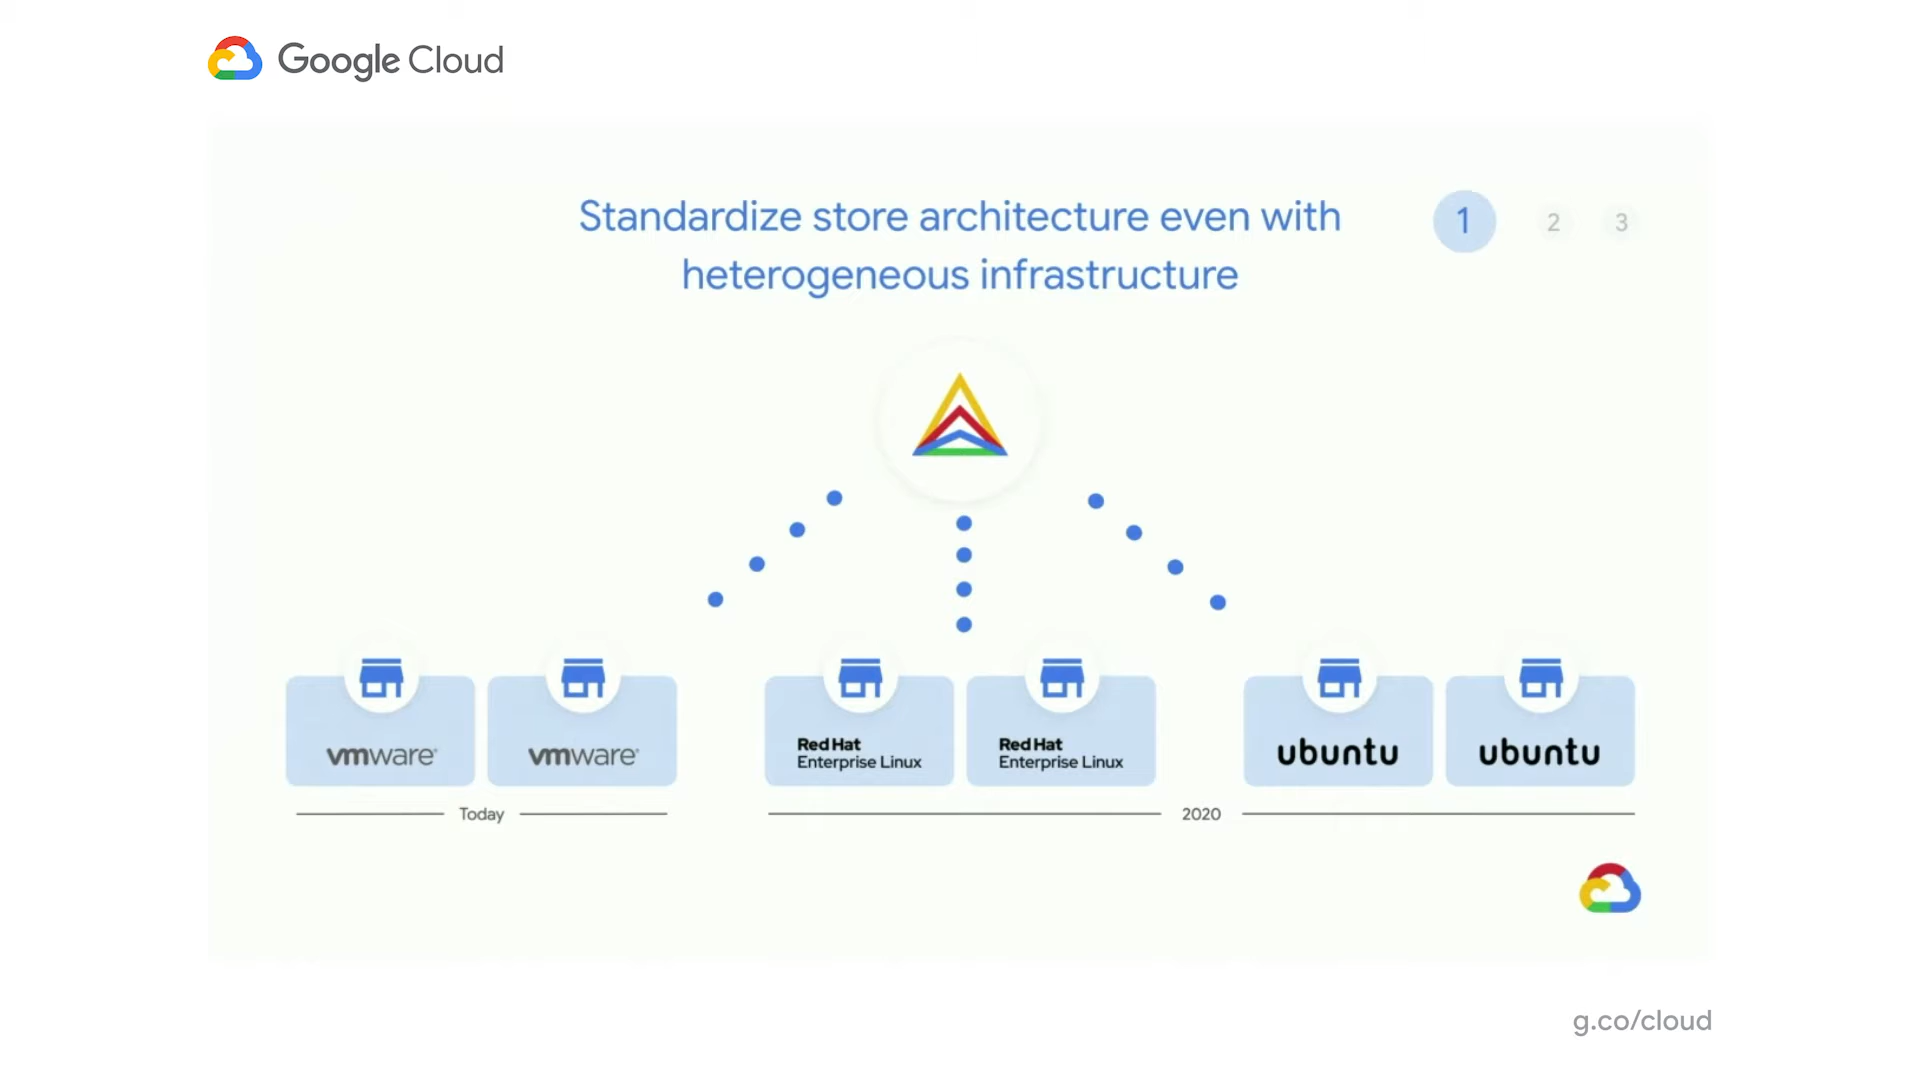 Google Cloud
Standardize store architecture even with
heterogeneous infrastructure
1 2 3
vmware® vmware® Red Hat Enterprise Linux Red Hat Enterprise Linux ubuntu ubuntu
Today 2020
g.co/cloud